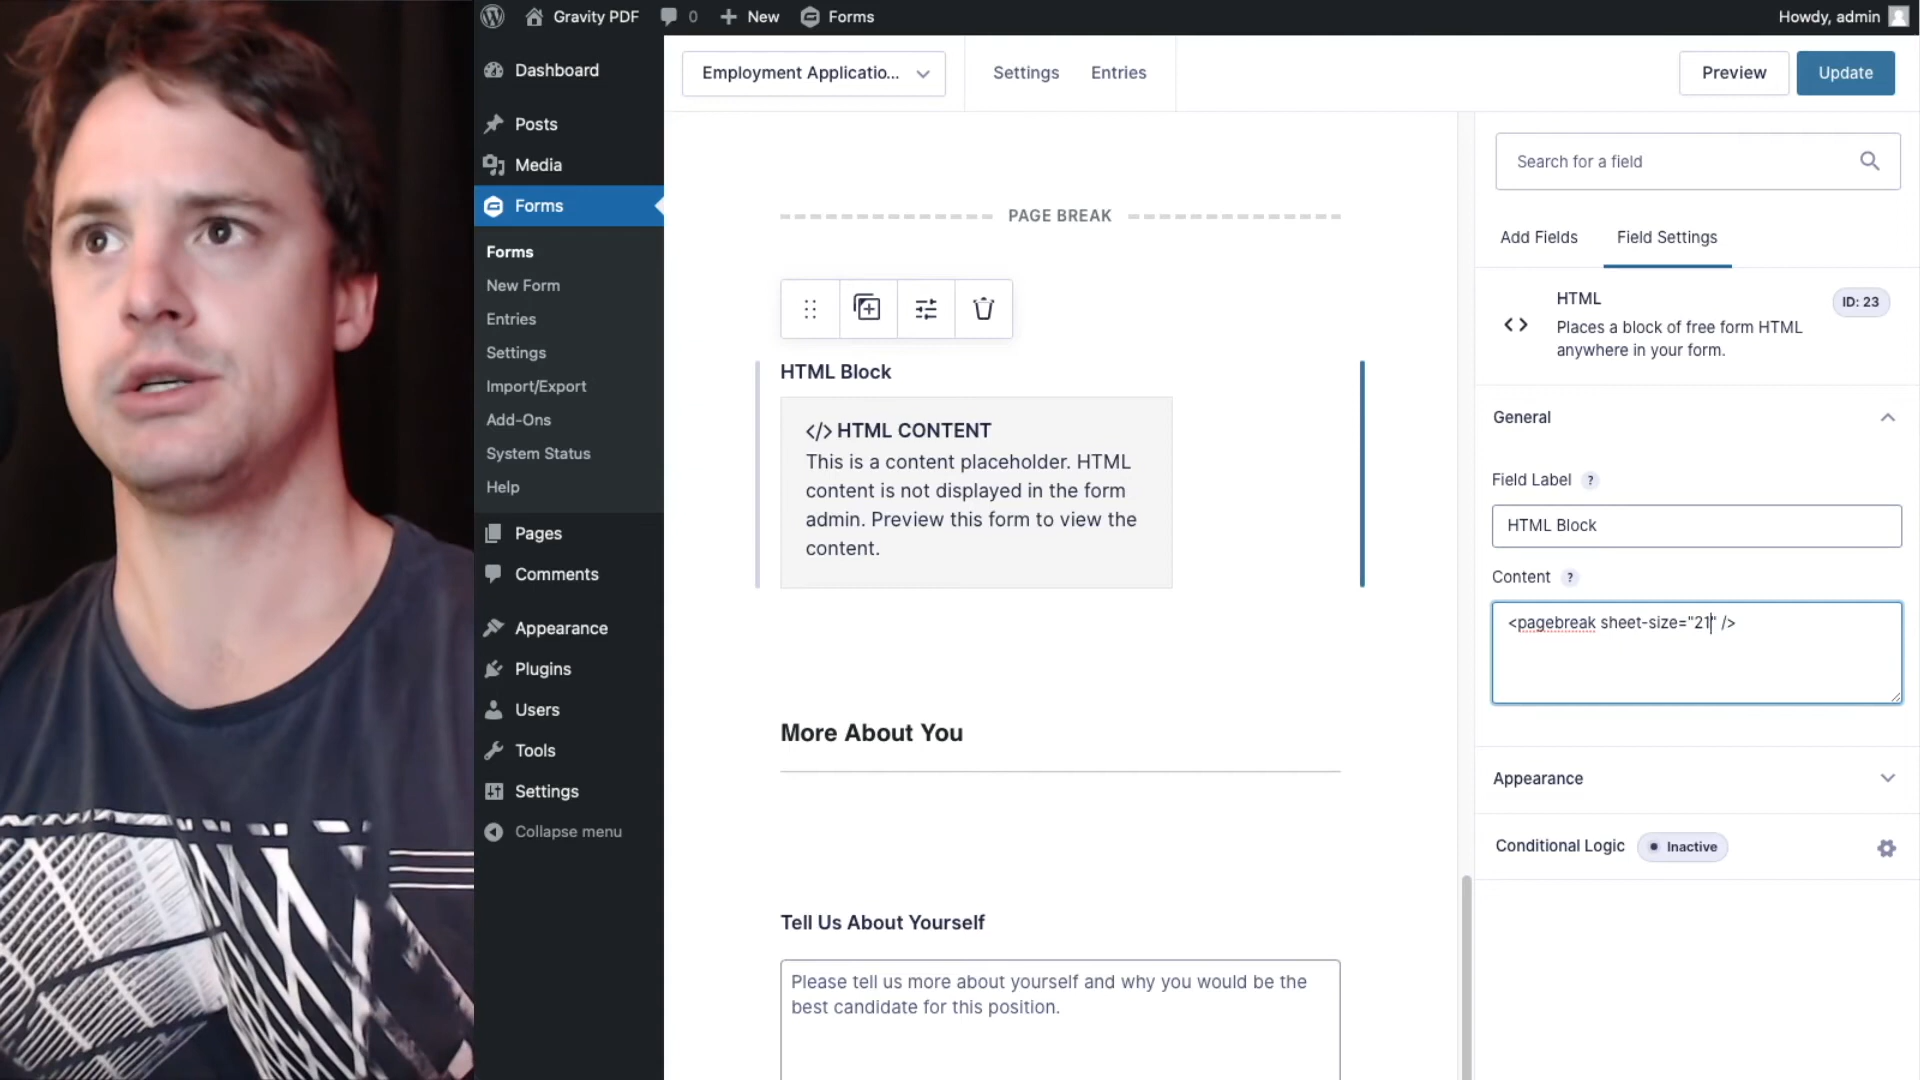 Gravity PDF
0
New
Forms
Howdy, admin
Dashboard
Posts
Media
Forms
Forms
New Form
Entries
Settings
Import/Export
Add-Ons
System Status
Help
Pages
Comments
Appearance
Plugins
Users
Tools
Settings
Collapse menu
Employment Applicatio...
Settings
Entries
Preview
Update
PAGE BREAK
HTML Block
</> HTML CONTENT
This is a content placeholder. HTML
content is not displayed in the form
admin. Preview this form to view the
content.
More About You
Tell Us About Yourself
Please tell us more about yourself and why you would be the
best candidate for this position.
Search for a field
Add Fields
Field Settings
HTML
ID: 23
Places a block of free form HTML
anywhere in your form.
General
Field Label ?
HTML Block
Content ?
<pagebreak sheet-size="21" />
Appearance
Conditional Logic
Inactive